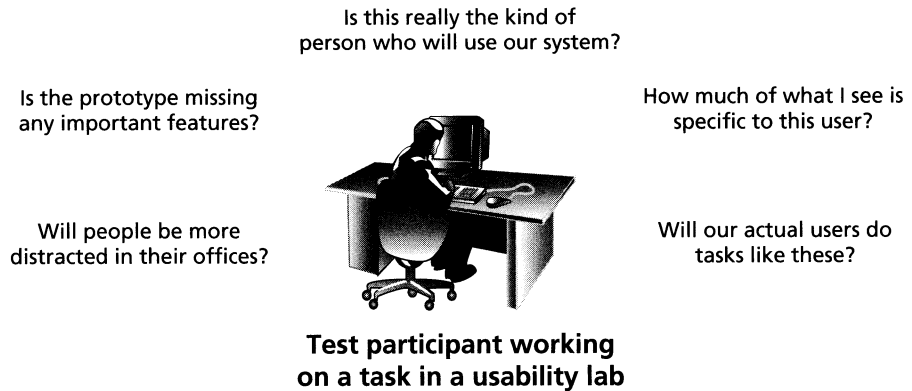 Is this really the kind of
person who will use our system?
Is the prototype missing
any important features?
How much of what I see is
specific to this user?
Will people be more
distracted in their offices?
Will our actual users do
tasks like these?
Test participant working
on a task in a usability lab